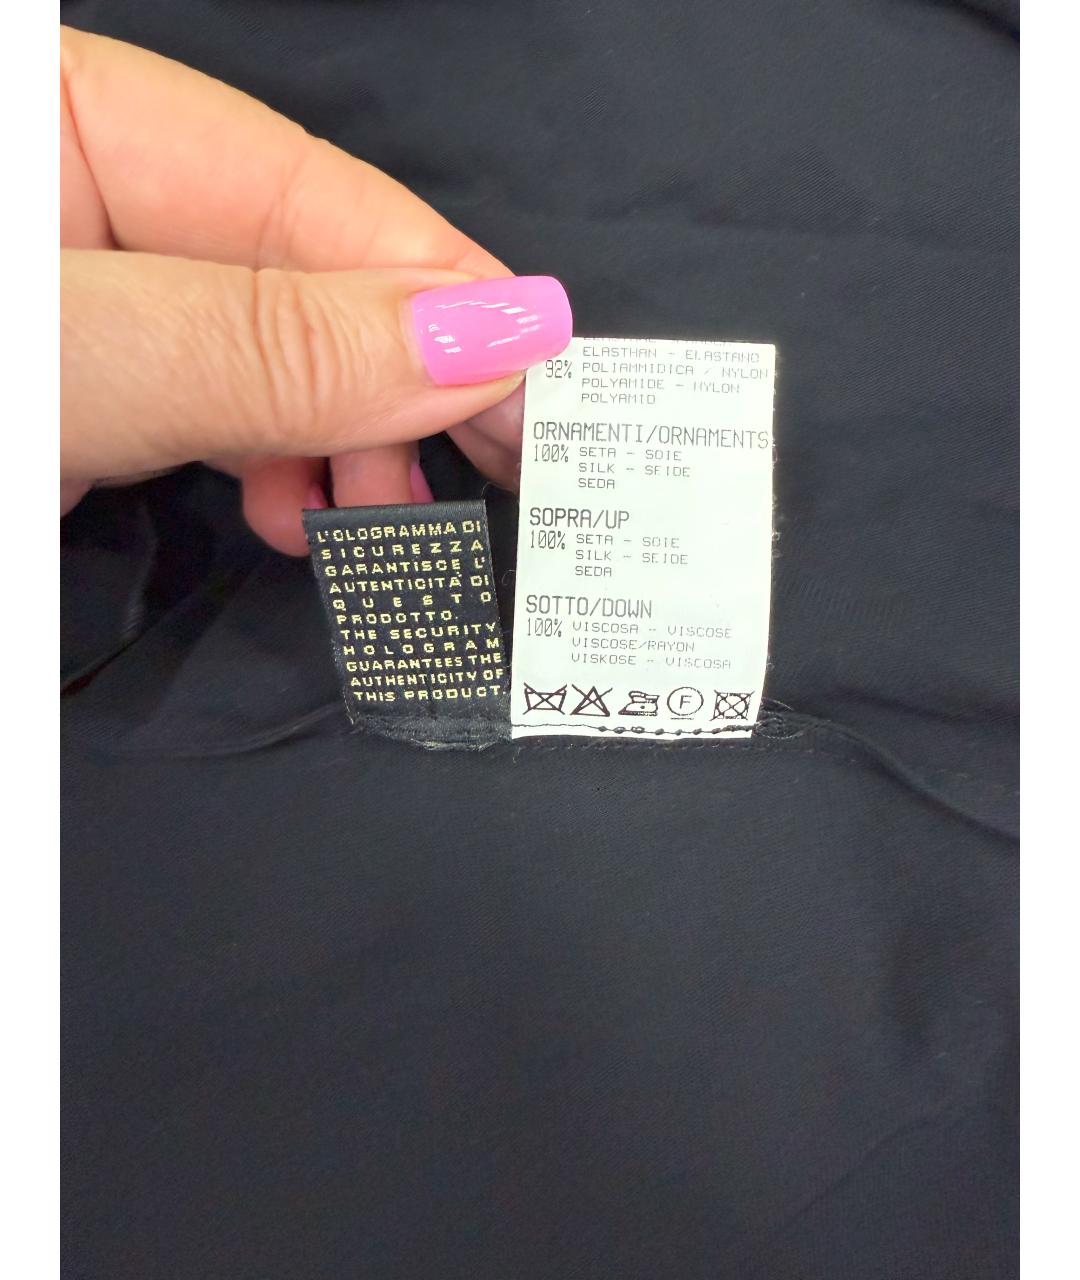 L'OLOGRAMMA DI
SICUREZZA
GARANTISCE L'
AUTENTICITÀ DI
QUESTO
PRODOTTO.
THE SECURITY
HOLOGRAM
GUARANTEES THE
AUTHENTICITY OF
THIS PRODUCT.
ELASTHAN - ELASTANO
92% POLIAMMIDICA / NYLON
POLYAMIDE - NYLON
POLYAMID
ORNAMENTI/ORNAMENTS
100% SETA - SOIE
SILK - SEIDE
SEDA
SOPRA/UP
100% SETA - SOIE
SILK - SEIDE
SEDA
SOTTO/DOWN
100% VISCOSA - VISCOSE
VISCOSE/RAYON
VISKOSE - VISCOSA
F